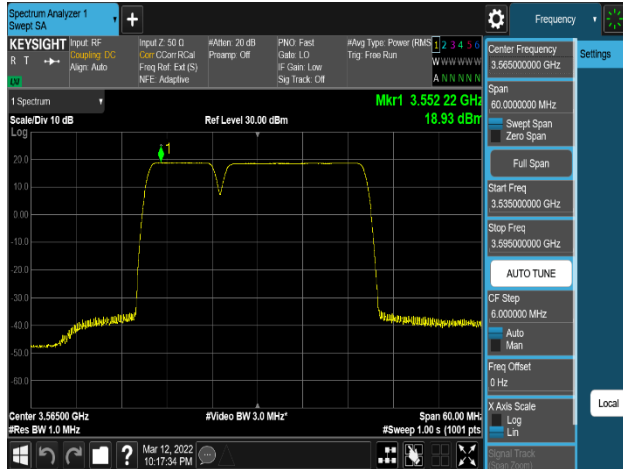 Spectrum Analyzer 1
Swept SA
+
Frequency
KEYSIGHT
R T
LV
Input: RF
Coupling: DC
Align: Auto
Input Z: 50 Ω
Corr CCorr RCal
Freq Ref: Ext (S)
NFE: Adaptive
#Atten: 20 dB
Preamp: Off
PNO: Fast
Gate: LO
IF Gain: Low
Sig Track: Off
#Avg Type: Power (RMS
Trig: Free Run
1 2 3 4 5 6
W W W W W W
A N N N N N
1 Spectrum
Scale/Div 10 dB
Ref Level 30.00 dBm
Mkr1 3.552 22 GHz
18.93 dBm
Log
1
20.0
10.0
0.00
-10.0
-20.0
-30.0
-40.0
-50.0
-60.0
Center 3.56500 GHz
#Res BW 1.0 MHz
#Video BW 3.0 MHz*
Span 60.00 MHz
#Sweep 1.00 s (1001 pts
Mar 12, 2022
10:17:34 PM
?
Center Frequency
3.565000000 GHz
Span
60.0000000 MHz
Swept Span
Zero Span
Full Span
Start Freq
3.535000000 GHz
Stop Freq
3.595000000 GHz
AUTO TUNE
CF Step
6.000000 MHz
Auto
Man
Freq Offset
0 Hz
X Axis Scale
Log
Lin
Signal Track
(Span Zoom)
Settings
Local